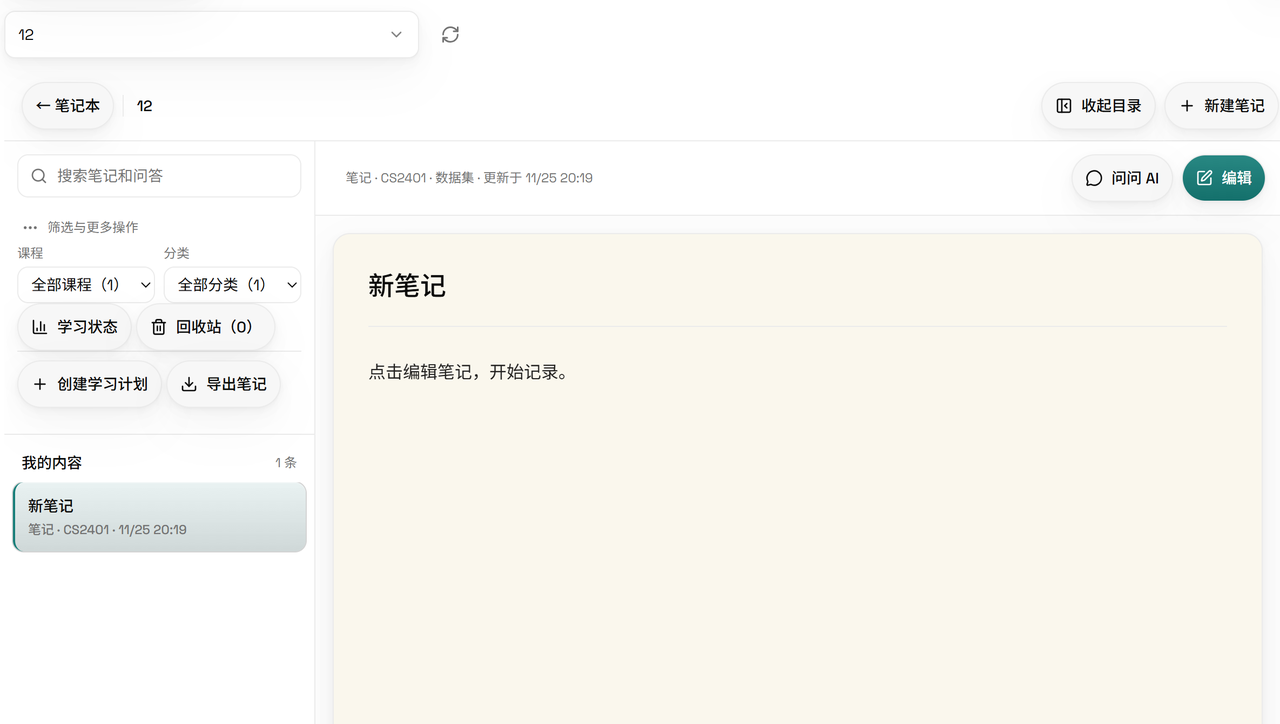 12
← 笔记本
12
收起目录
+ 新建笔记
搜索笔记和问答
笔记 · CS2401 · 数据集 · 更新于 11/25 20:19
问问 AI
编辑
··· 筛选与更多操作
课程
分类
全部课程（1）
全部分类（1）
学习状态
回收站（0）
+ 创建学习计划
导出笔记
我的内容
1 条
新笔记
笔记 · CS2401 · 11/25 20:19
新笔记
点击编辑笔记，开始记录。